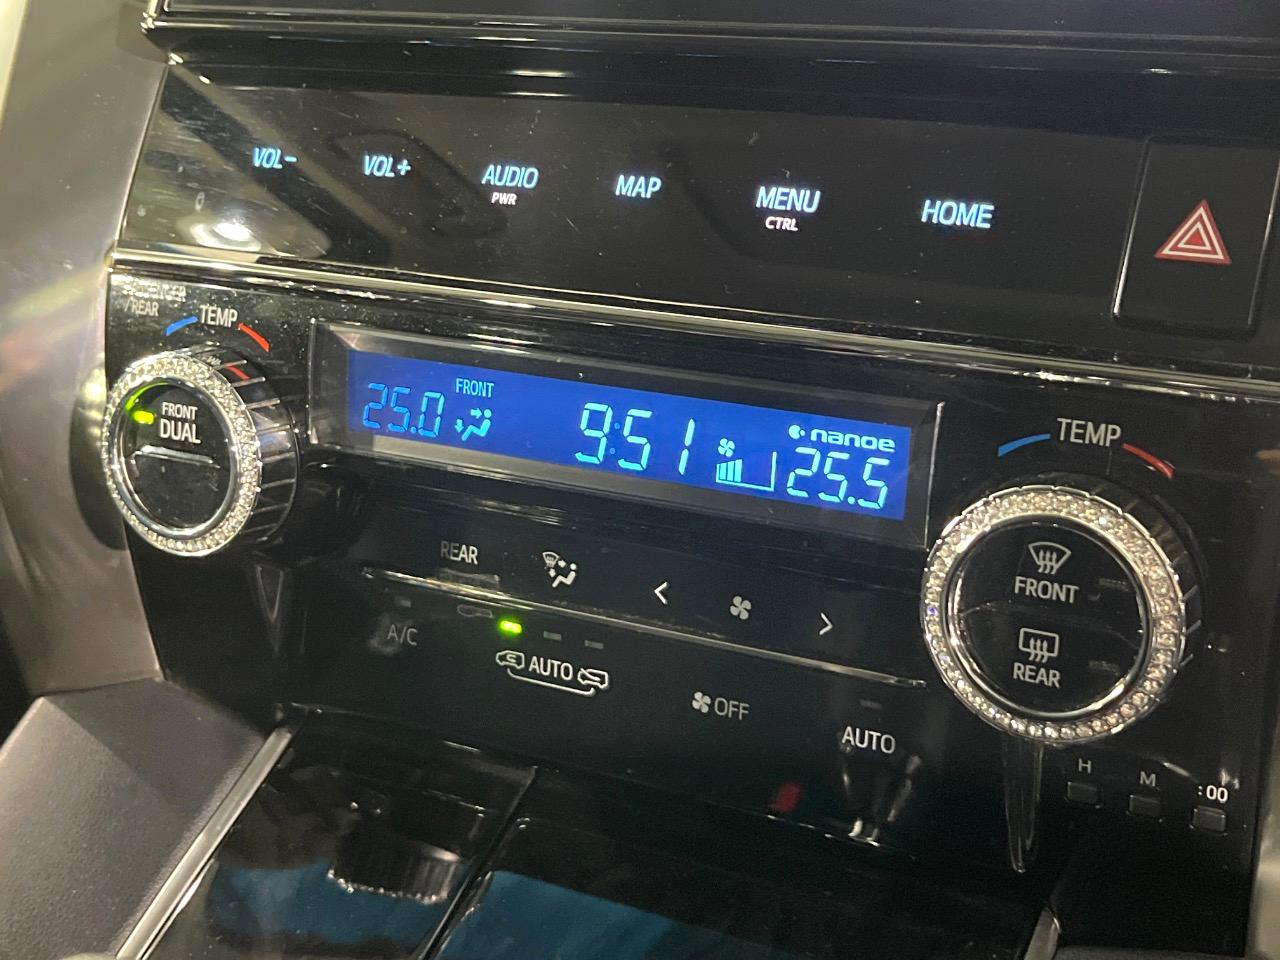 VOL-
VOL+
AUDIO
PWR
MAP
MENU
CTRL
HOME
PASSENGER
/REAR
TEMP
FRONT
DUAL
25.0
FRONT
9:51
nanoe
25.5
TEMP
FRONT
REAR
REAR
<
>
A/C
AUTO
OFF
AUTO
H
M
:00